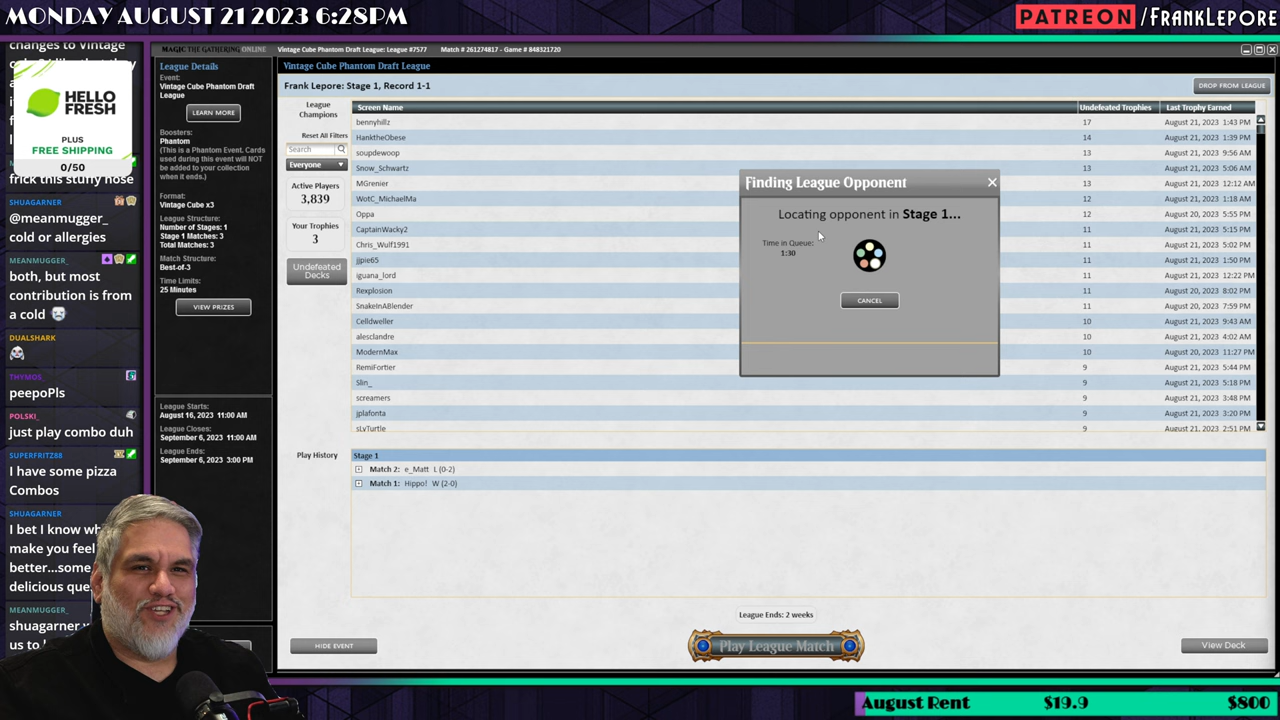 MONDAY AUGUST 21 2023 6:28PM
PATREON/FRANKLEPORE
changes to Vintage
HELLO
FRESH
PLUS
FREE SHIPPING
0/50
frick this stuffy nose
SHUAGARNER
@meanmugger_
cold or allergies
MEANMUGGER_
both, but most
contribution is from
a cold
DUALSHARK
THYMOS_
peepoPls
POLSKI_
just play combo duh
SUPERFRITZ88
I have some pizza
Combos
SHUAGARNER
I bet I know wh
make you feel
better...some
delicious que
MEANMUGGER_
shuagarner
us to
MAGIC THE GATHERING ONLINE
Vintage Cube Phantom Draft League: League #7577
Match # 261274817 - Game # 848321720
League Details
Event:
Vintage Cube Phantom Draft
League
LEARN MORE
Boosters:
Phantom
(This is a Phantom Event. Cards
used during this event will NOT
be added to your collection
when it ends.)
Format:
Vintage Cube x3
League Structure:
Number of Stages: 1
Stage 1 Matches: 3
Total Matches: 3
Match Structure:
Best-of-3
Time Limits:
25 Minutes
VIEW PRIZES
League Starts:
August 16, 2023 11:00 AM
League Closes:
September 6, 2023 11:00 AM
League Ends:
September 6, 2023 3:00 PM
Vintage Cube Phantom Draft League
Frank Lepore: Stage 1, Record 1-1
DROP FROM LEAGUE
League
Champions
Reset All Filters
Search
Everyone
Active Players
3,839
Your Trophies
3
Undefeated
Decks
Screen Name Undefeated Trophies Last Trophy Earned
bennyhillz 17 August 21, 2023 1:43 PM
HanktheObese 14 August 21, 2023 1:39 PM
soupdewoop 13 August 21, 2023 9:56 AM
Snow_Schwartz 13 August 21, 2023 5:06 AM
MGrenier 13 August 21, 2023 12:12 AM
WotC_MichaelMa 12 August 21, 2023 1:18 AM
Oppa 12 August 20, 2023 5:55 PM
CaptainWacky2 11 August 21, 2023 5:15 PM
Chris_Wulf1991 11 August 21, 2023 5:02 PM
jjpie65 11 August 21, 2023 1:50 PM
iguana_lord 11 August 21, 2023 12:22 PM
Rexplosion 11 August 20, 2023 8:02 PM
SnakeInABlender 11 August 20, 2023 7:59 PM
Celldweller 10 August 21, 2023 9:43 AM
alesclandre 10 August 21, 2023 4:02 AM
ModernMax 10 August 20, 2023 11:27 PM
RemiFortier 9 August 21, 2023 5:44 PM
Slin_ 9 August 21, 2023 5:18 PM
screamers 9 August 21, 2023 3:48 PM
jplafonta 9 August 21, 2023 3:20 PM
sLyTurtle 9 August 21, 2023 2:51 PM
Finding League Opponent
Locating opponent in Stage 1...
Time in Queue:
1:30
CANCEL
Play History
Stage 1
Match 2: e_Matt L (0-2)
Match 1: Hippo! W (2-0)
League Ends: 2 weeks
HIDE EVENT
Play League Match
View Deck
August Rent $19.9 $800